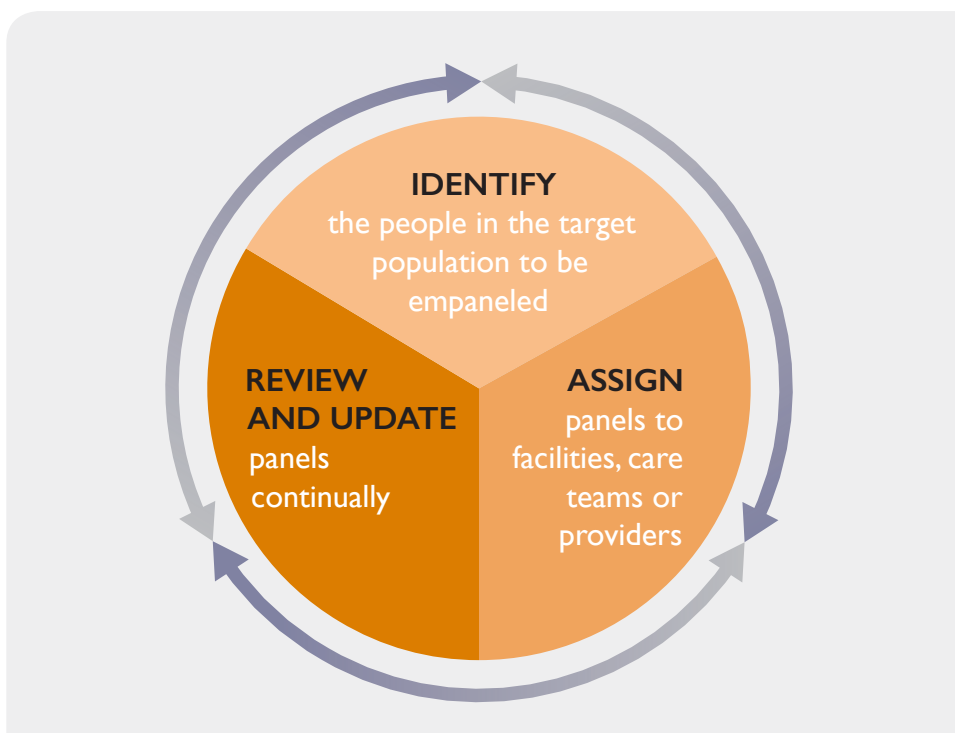 IDENTIFY
the people in the target
population to be
empaneled
ASSIGN
panels to
facilities, care
teams or
providers
REVIEW
AND UPDATE
panels
continually